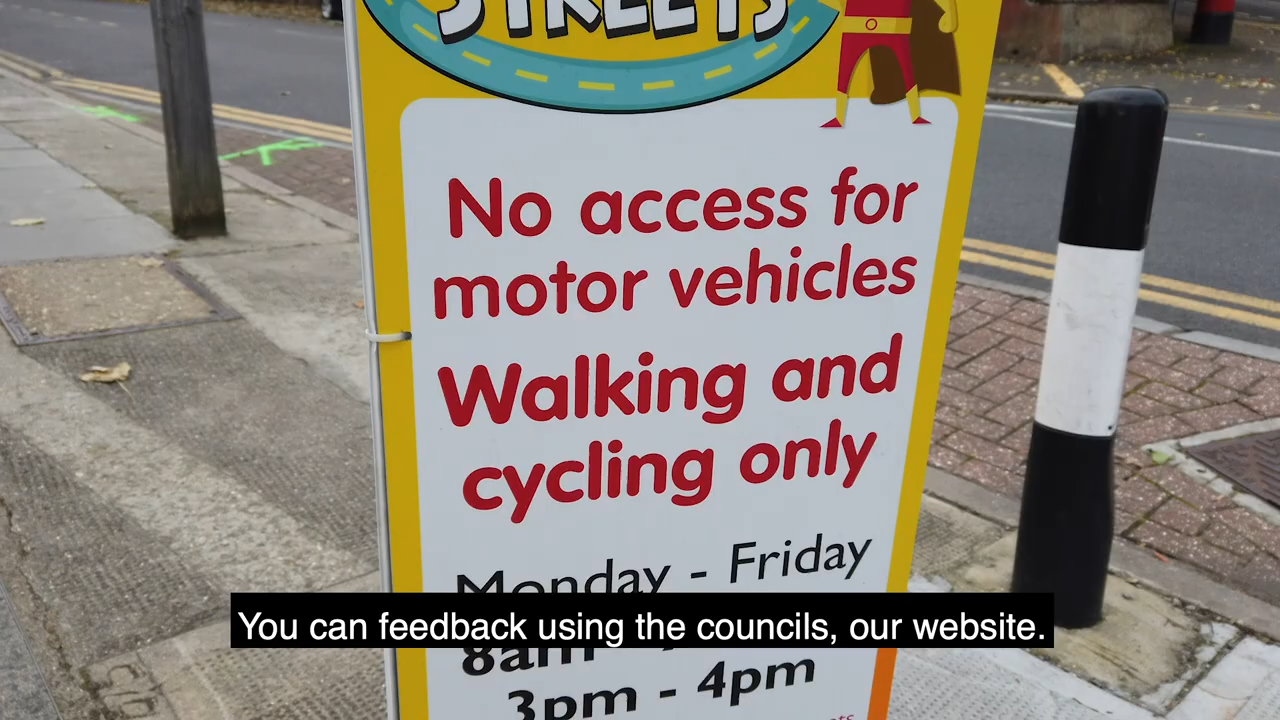 STREETS
No access for
motor vehicles
Walking and
cycling only
Monday - Friday
8am -
3pm - 4pm
You can feedback using the councils, our website.